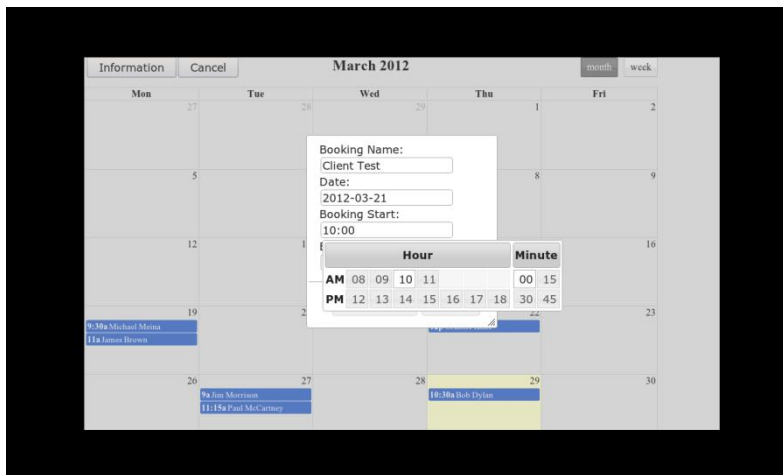 Information Cancel March 2012 month week
Mon Tue Wed Thu Fri
27 28 29 1 2
5 8 9
Booking Name:
Client Test
Date:
2012-03-21
Booking Start:
10:00
12 16
Hour Minute
AM 08 09 10 11 00 15
PM 12 13 14 15 16 17 18 30 45
19 22 23
9:30a Michael Meina
11a James Brown
26 27 28 29 30
9a Jim Morrison 10:30a Bob Dylan
11:15a Paul McCartney